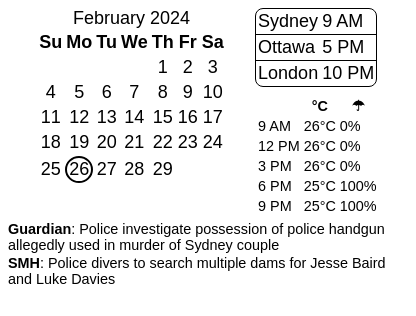 February 2024
Su Mo Tu We Th Fr Sa
1 2 3
4 5 6 7 8 9 10
11 12 13 14 15 16 17
18 19 20 21 22 23 24
25 26 27 28 29
Sydney 9 AM
Ottawa 5 PM
London 10 PM
°C ☂
9 AM 26°C 0%
12 PM 26°C 0%
3 PM 26°C 0%
6 PM 25°C 100%
9 PM 25°C 100%
Guardian: Police investigate possession of police handgun
allegedly used in murder of Sydney couple
SMH: Police divers to search multiple dams for Jesse Baird
and Luke Davies